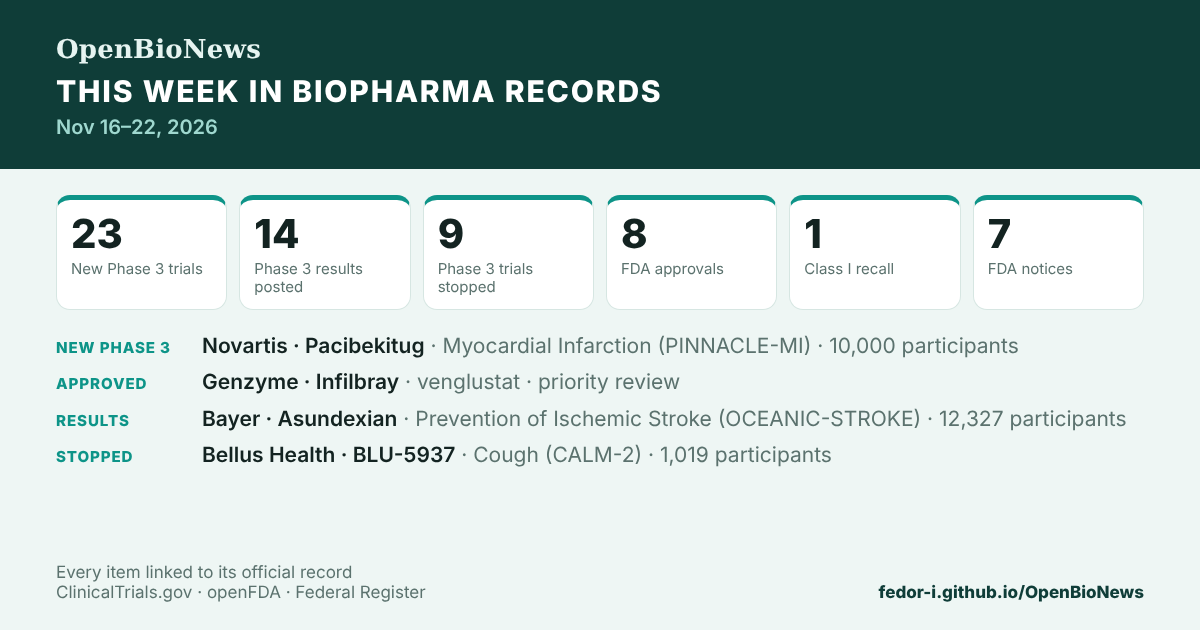 OpenBioNews
THIS WEEK IN BIOPHARMA RECORDS
Nov 16–22, 2026
23
New Phase 3 trials
14
Phase 3 results
posted
9
Phase 3 trials
stopped
8
FDA approvals
1
Class I recall
7
FDA notices
NEW PHASE 3 Novartis · Pacibekitug · Myocardial Infarction (PINNACLE-MI) · 10,000 participants
APPROVED Genzyme · Infilbray · venglustat · priority review
RESULTS Bayer · Asundexian · Prevention of Ischemic Stroke (OCEANIC-STROKE) · 12,327 participants
STOPPED Bellus Health · BLU-5937 · Cough (CALM-2) · 1,019 participants
Every item linked to its official record
ClinicalTrials.gov · openFDA · Federal Register
fedor-i.github.io/OpenBioNews